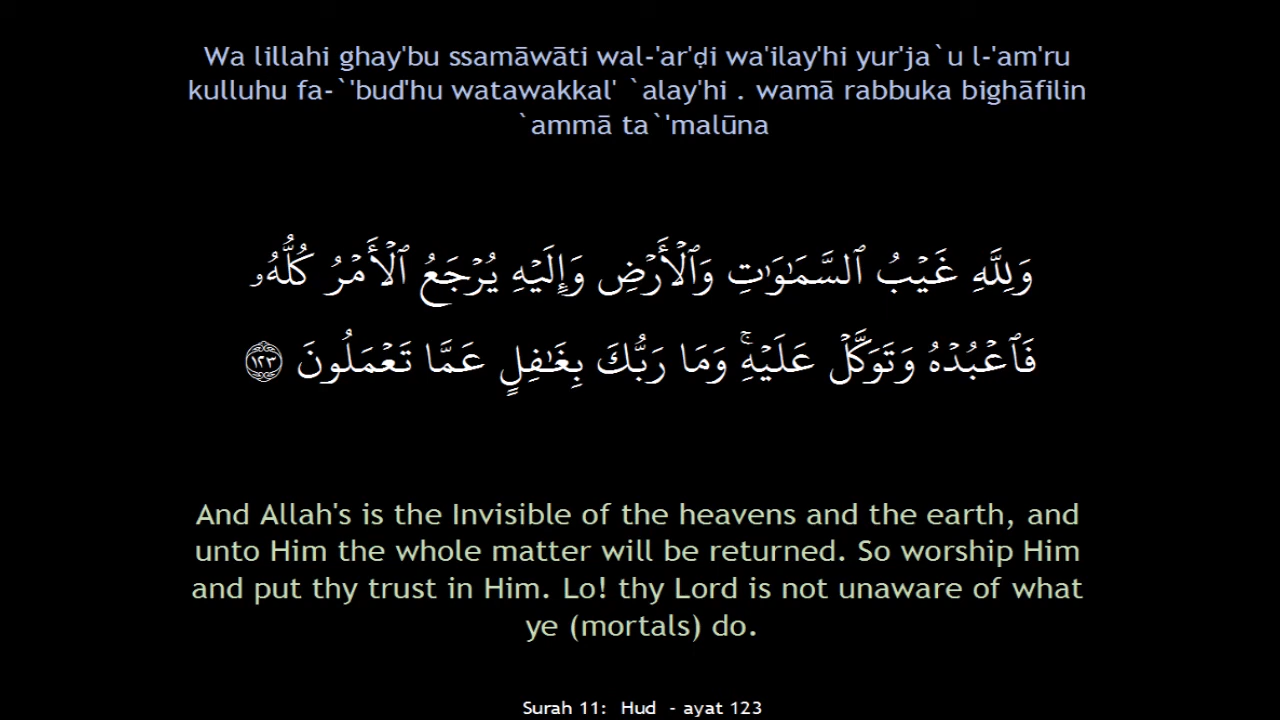 Wa lillahi ghay'bu ssamāwāti wal-'ar'ḍi wa'ilay'hi yur'ja`u l-'am'ru
kulluhu fa-`'bud'hu watawakkal' `alay'hi . wamā rabbuka bighāfilin
`ammā ta`'malūna
وَلِلَّهِ غَيۡبُ ٱلسَّمَـٰوَٲتِ وَٱلۡأَرۡضِ وَإِلَيۡهِ يُرۡجَعُ ٱلۡأَمۡرُ كُلُّهُ ۥ
فَٱعۡبُدۡهُ وَتَوَڪَّلۡ عَلَيۡهِ‌ۚ وَمَا رَبُّكَ بِغَـٰفِلٍ عَمَّا تَعۡمَلُونَ ١٢٣
And Allah's is the Invisible of the heavens and the earth, and
unto Him the whole matter will be returned. So worship Him
and put thy trust in Him. Lo! thy Lord is not unaware of what
ye (mortals) do.
Surah 11: Hud - ayat 123